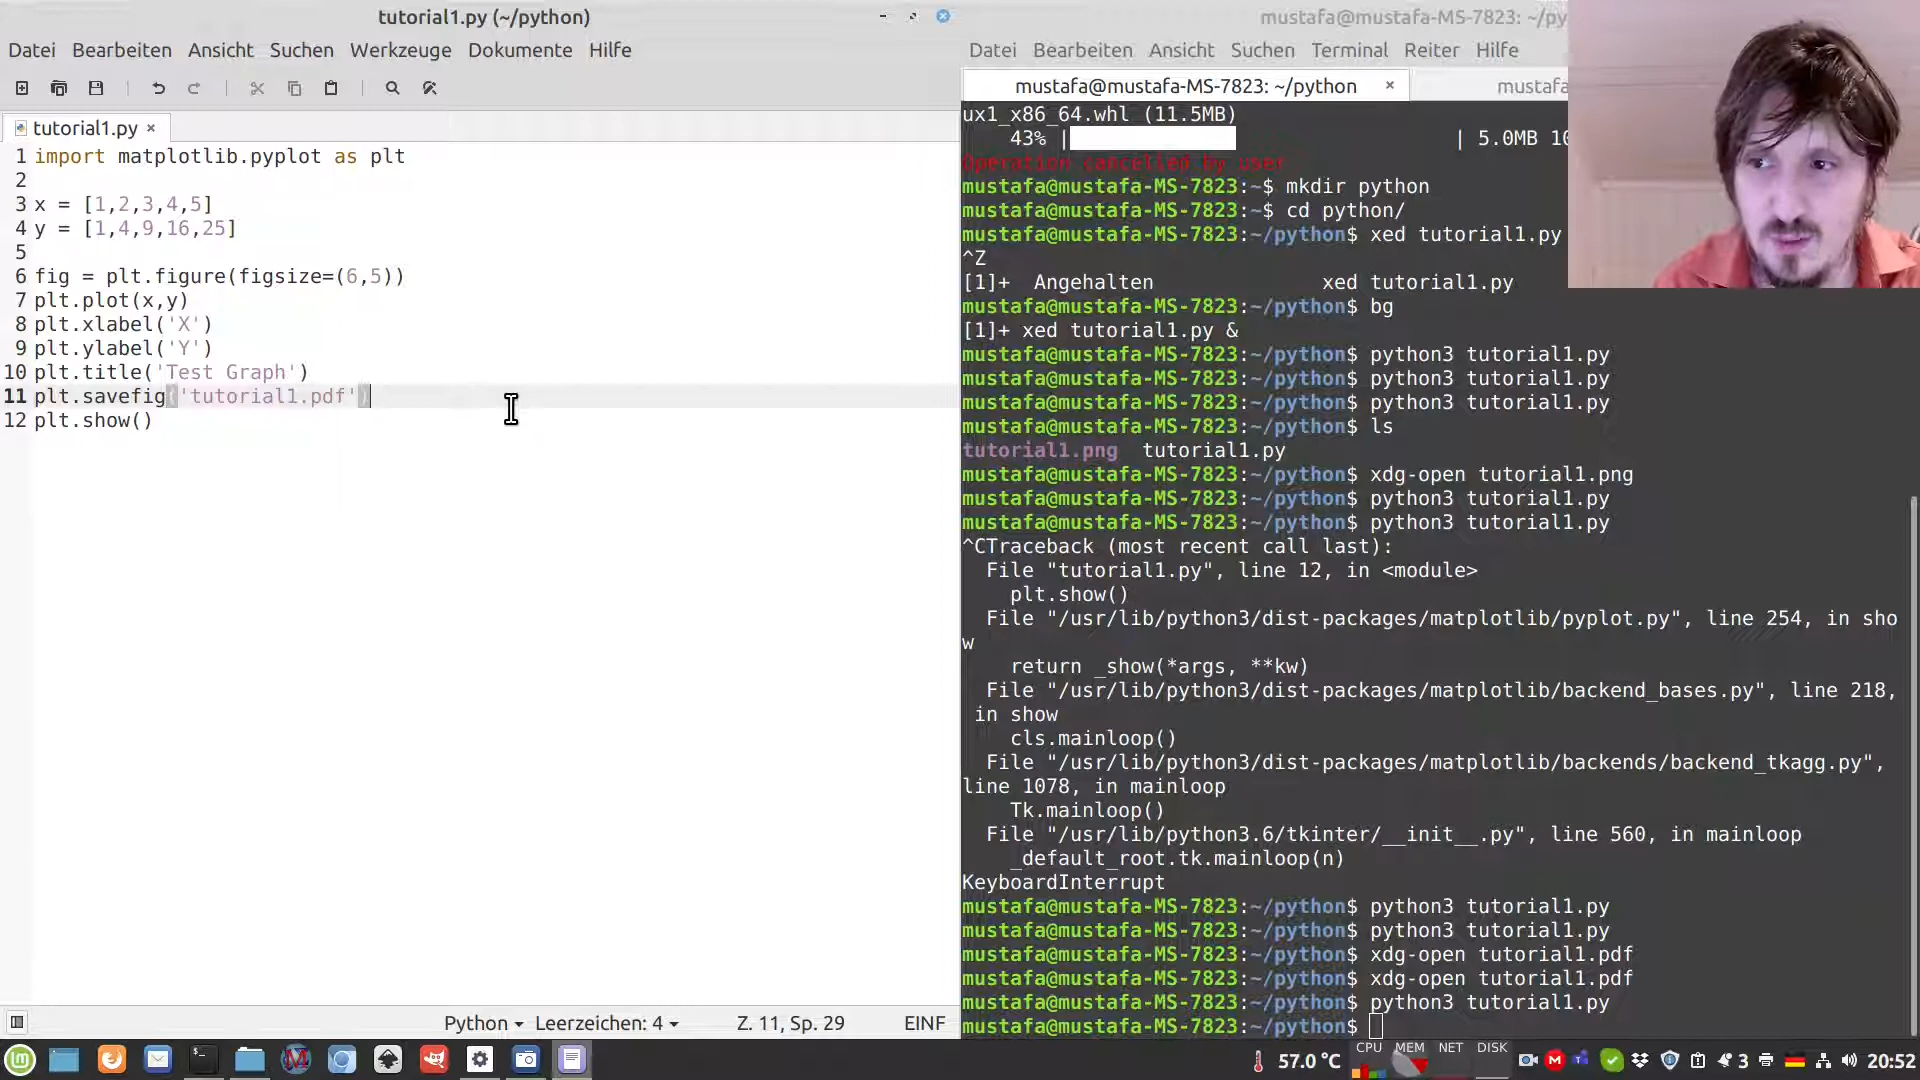 tutorial1.py (~/python)
Datei Bearbeiten Ansicht Suchen Werkzeuge Dokumente Hilfe
tutorial1.py ×
1 import matplotlib.pyplot as plt
2
3 x = [1,2,3,4,5]
4 y = [1,4,9,16,25]
5
6 fig = plt.figure(figsize=(6,5))
7 plt.plot(x,y)
8 plt.xlabel('X')
9 plt.ylabel('Y')
10 plt.title('Test Graph')
11 plt.savefig('tutorial1.pdf')
12 plt.show()
Python Leerzeichen: 4 Z. 11, Sp. 29 EINF
mustafa@mustafa-MS-7823: ~/py
Datei Bearbeiten Ansicht Suchen Terminal Reiter Hilfe
mustafa@mustafa-MS-7823: ~/python × mustafa
ux1_x86_64.whl (11.5MB)
43% | | 5.0MB 10
Operation cancelled by user
mustafa@mustafa-MS-7823:~$ mkdir python
mustafa@mustafa-MS-7823:~$ cd python/
mustafa@mustafa-MS-7823:~/python$ xed tutorial1.py
^Z
[1]+ Angehalten xed tutorial1.py
mustafa@mustafa-MS-7823:~/python$ bg
[1]+ xed tutorial1.py &
mustafa@mustafa-MS-7823:~/python$ python3 tutorial1.py
mustafa@mustafa-MS-7823:~/python$ python3 tutorial1.py
mustafa@mustafa-MS-7823:~/python$ python3 tutorial1.py
mustafa@mustafa-MS-7823:~/python$ ls
tutorial1.png tutorial1.py
mustafa@mustafa-MS-7823:~/python$ xdg-open tutorial1.png
mustafa@mustafa-MS-7823:~/python$ python3 tutorial1.py
mustafa@mustafa-MS-7823:~/python$ python3 tutorial1.py
^CTraceback (most recent call last):
File "tutorial1.py", line 12, in <module>
plt.show()
File "/usr/lib/python3/dist-packages/matplotlib/pyplot.py", line 254, in sho
w
return _show(*args, **kw)
File "/usr/lib/python3/dist-packages/matplotlib/backend_bases.py", line 218,
in show
cls.mainloop()
File "/usr/lib/python3/dist-packages/matplotlib/backends/backend_tkagg.py",
line 1078, in mainloop
Tk.mainloop()
File "/usr/lib/python3.6/tkinter/__init__.py", line 560, in mainloop
_default_root.tk.mainloop(n)
KeyboardInterrupt
mustafa@mustafa-MS-7823:~/python$ python3 tutorial1.py
mustafa@mustafa-MS-7823:~/python$ python3 tutorial1.py
mustafa@mustafa-MS-7823:~/python$ xdg-open tutorial1.pdf
mustafa@mustafa-MS-7823:~/python$ xdg-open tutorial1.pdf
mustafa@mustafa-MS-7823:~/python$ python3 tutorial1.py
mustafa@mustafa-MS-7823:~/python$
57.0 °C CPU MEM NET DISK 3 20:52